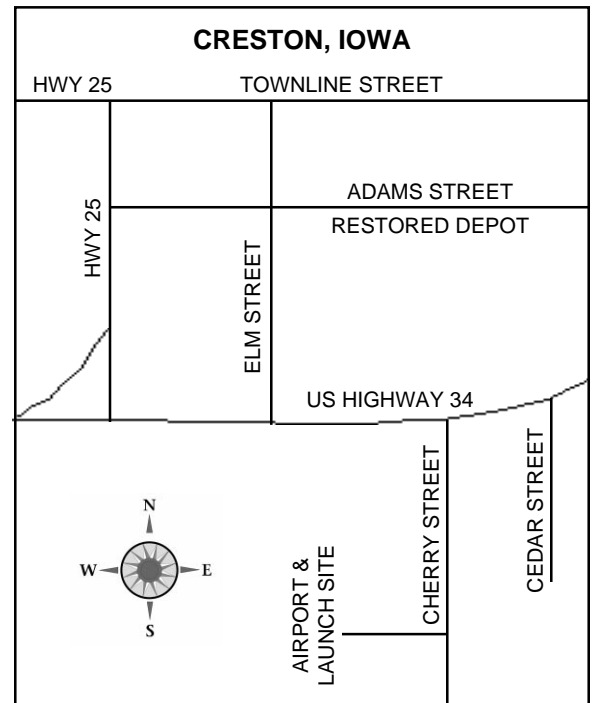 CRESTON, IOWA
HWY 25
TOWNLINE STREET
ADAMS STREET
RESTORED DEPOT
HWY 25
ELM STREET
US HIGHWAY 34
CHERRY STREET
CEDAR STREET
N
W
E
S
AIRPORT &
LAUNCH SITE